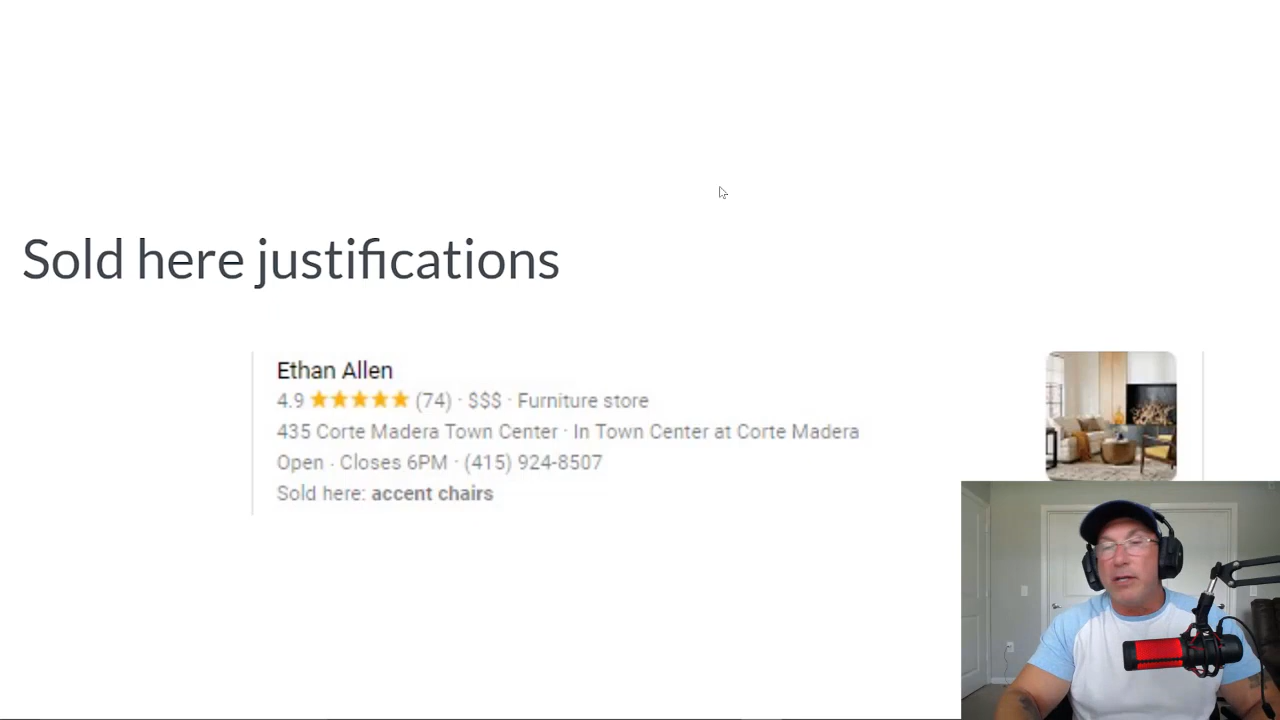 Sold here justifications
Ethan Allen
4.9 ★★★★★ (74) · $$$ · Furniture store
435 Corte Madera Town Center · In Town Center at Corte Madera
Open · Closes 6PM · (415) 924-8507
Sold here: accent chairs